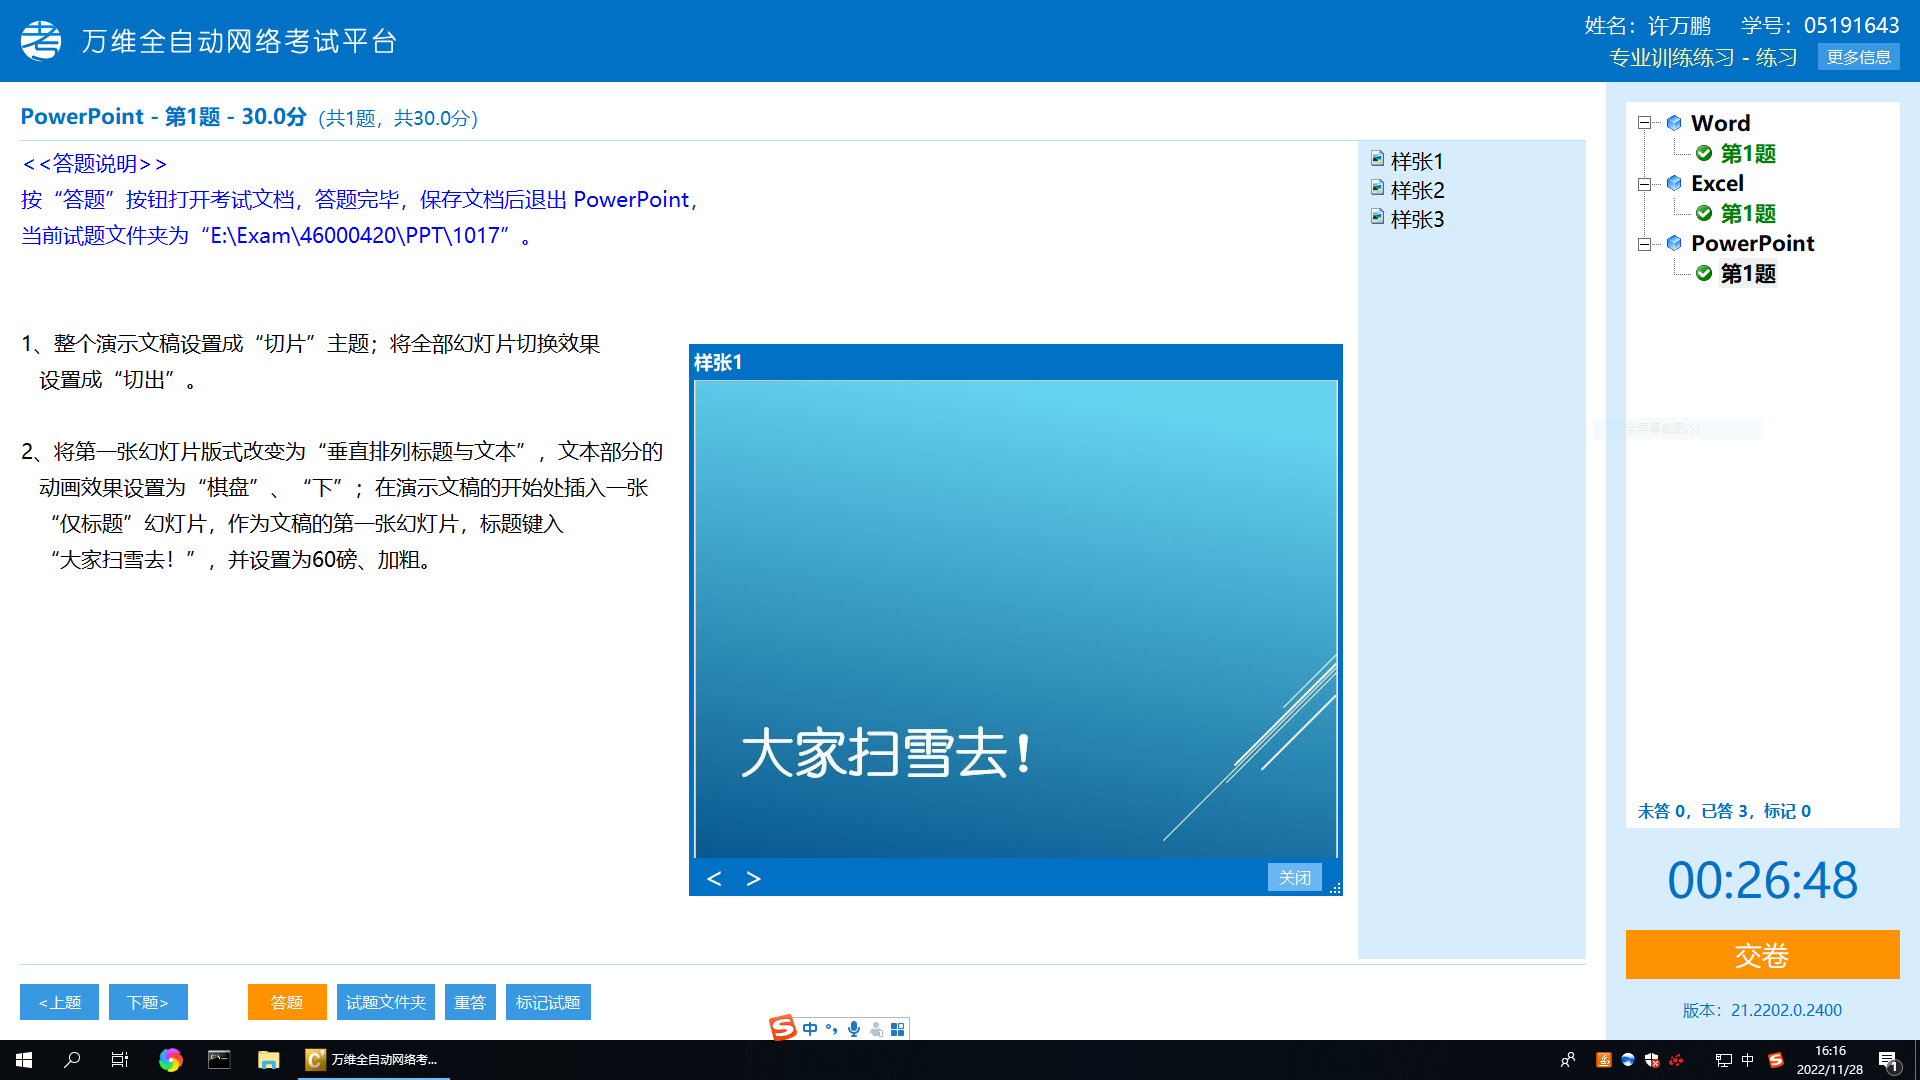 万维全自动网络考试平台
姓名：许万鹏 学号：05191643
专业训练练习 - 练习 更多信息
PowerPoint - 第1题 - 30.0分（共1题，共30.0分）
<<答题说明>>
按“答题”按钮打开考试文档，答题完毕，保存文档后退出 PowerPoint，
当前试题文件夹为“E:\Exam\46000420\PPT\1017”。
1、整个演示文稿设置成“切片”主题；将全部幻灯片切换效果
设置成“切出”。
2、将第一张幻灯片版式改变为“垂直排列标题与文本”，文本部分的
动画效果设置为“棋盘”、“下”；在演示文稿的开始处插入一张
“仅标题”幻灯片，作为文稿的第一张幻灯片，标题键入
“大家扫雪去！”，并设置为60磅、加粗。
样张1
大家扫雪去！
< >
关闭
样张1
样张2
样张3
Word
第1题
Excel
第1题
PowerPoint
第1题
全屏幕截图(S)
未答 0，已答 3，标记 0
00:26:48
交卷
版本：21.2202.0.2400
<上题 下题> 答题 试题文件夹 重答 标记试题
中
万维全自动网络考...
中
16:16
2022/11/28
1